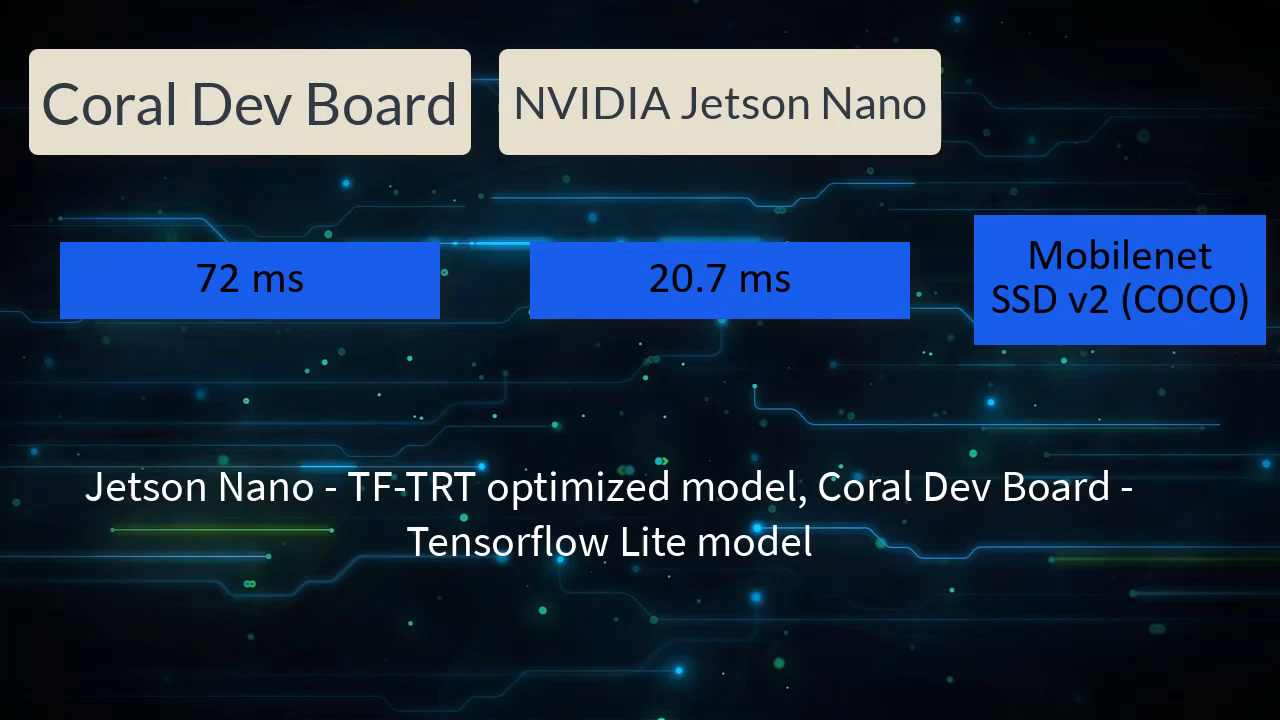 Coral Dev Board
NVIDIA Jetson Nano
72 ms
20.7 ms
Mobilenet
SSD v2 (COCO)
Jetson Nano - TF-TRT optimized model, Coral Dev Board -
Tensorflow Lite model